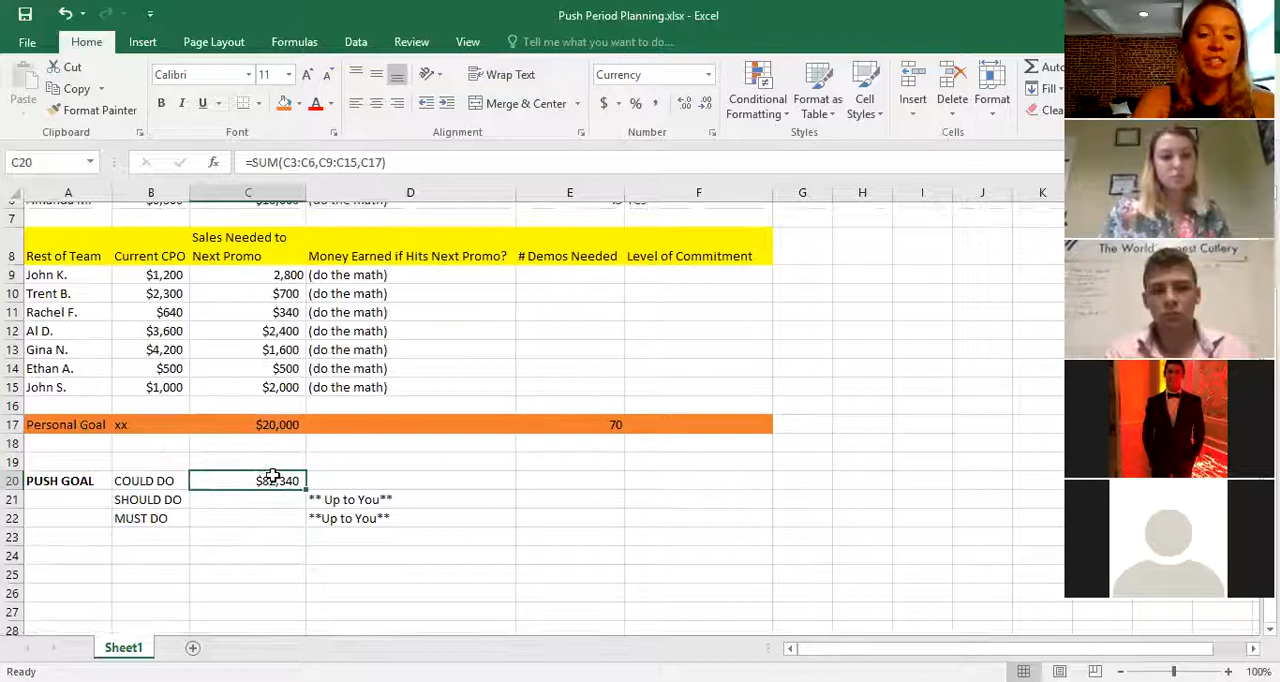 Push Period Planning.xlsx - Excel
File Home Insert Page Layout Formulas Data Review View Tell me what you want to do...
Paste Cut Copy Format Painter Clipboard
Calibri 11 Font
Wrap Text Merge & Center Alignment
Currency $ % , Number
Conditional Formatting Format as Table Cell Styles Styles
Insert Delete Format Cells
Auto Fill Clea
C20 fx =SUM(C3:C6,C9:C15,C17)
A B C D E F G H I J K
7
Sales Needed to
8 Rest of Team Current CPO Next Promo Money Earned if Hits Next Promo? # Demos Needed Level of Commitment
9 John K. $1,200 2,800 (do the math)
10 Trent B. $2,300 $700 (do the math)
11 Rachel F. $640 $340 (do the math)
12 Al D. $3,600 $2,400 (do the math)
13 Gina N. $4,200 $1,600 (do the math)
14 Ethan A. $500 $500 (do the math)
15 John S. $1,000 $2,000 (do the math)
16
17 Personal Goal xx $20,000 70
18
19
20 PUSH GOAL COULD DO
21 SHOULD DO ** Up to You**
22 MUST DO **Up to You**
23
24
25
26
27
28
Sheet1
Ready 100%
The World's Cutlery